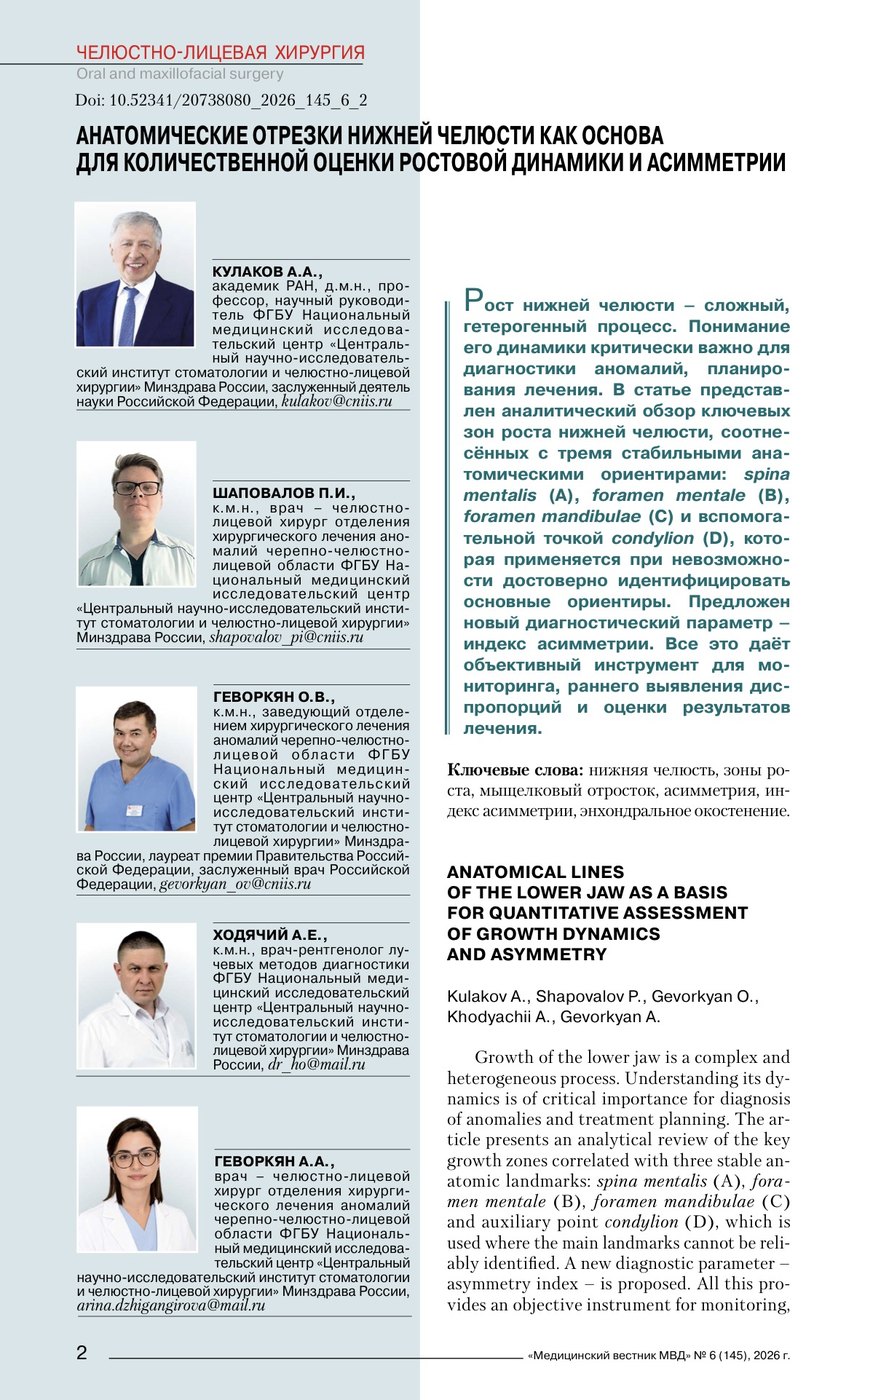 ЧЕЛЮСТНО-ЛИЦЕВАЯ ХИРУРГИЯ
Oral and maxillofacial surgery
Doi: 10.52341/20738080_2026_145_6_2
АНАТОМИЧЕСКИЕ ОТРЕЗКИ НИЖНЕЙ ЧЕЛЮСТИ КАК ОСНОВА
ДЛЯ КОЛИЧЕСТВЕННОЙ ОЦЕНКИ РОСТОВОЙ ДИНАМИКИ И АСИММЕТРИИ
КУЛАКОВ А.А.,
академик РАН, д.м.н., про-
фессор, научный руководи-
тель ФГБУ Национальный
медицинский исследова-
тельский центр «Централь-
ный научно-исследователь-
ский институт стоматологии и челюстно-лицевой
хирургии» Минздрава России, заслуженный деятель
науки Российской Федерации, kulakov@cniis.ru
ШАПОВАЛОВ П.И.,
к.м.н., врач – челюстно-
лицевой хирург отделения
хирургического лечения ано-
малий черепно-челюстно-
лицевой области ФГБУ На-
циональный медицинский
исследовательский центр
«Центральный научно-исследовательский инсти-
тут стоматологии и челюстно-лицевой хирургии»
Минздрава России, shapovalov_pi@cniis.ru
ГЕВОРКЯН О.В.,
к.м.н., заведующий отделе-
нием хирургического лечения
аномалий черепно-челюстно-
лицевой области ФГБУ
Национальный медицин-
ский исследовательский
центр «Центральный научно-
исследовательский инсти-
тут стоматологии и челюстно-
лицевой хирургии» Минздра-
ва России, лауреат премии Правительства Россий-
ской Федерации, заслуженный врач Российской
Федерации, gevorkyan_ov@cniis.ru
ХОДЯЧИЙ А.Е.,
к.м.н., врач-рентгенолог лу-
чевых методов диагностики
ФГБУ Национальный меди-
цинский исследовательский
центр «Центральный научно-
исследовательский инсти-
тут стоматологии и челюстно-
лицевой хирургии» Минздрава
России, dr_ho@mail.ru
ГЕВОРКЯН А.А.,
врач – челюстно-лицевой
хирург отделения хирурги-
ческого лечения аномалий
черепно-челюстно-лицевой
области ФГБУ Националь-
ный медицинский исследова-
тельский центр «Центральный
научно-исследовательский институт стоматологии
и челюстно-лицевой хирургии» Минздрава России,
arina.dzhigangirova@mail.ru
Рост нижней челюсти – сложный,
гетерогенный процесс. Понимание
его динамики критически важно для
диагностики аномалий, планиро-
вания лечения. В статье представ-
лен аналитический обзор ключевых
зон роста нижней челюсти, соотне-
сённых с тремя стабильными ана-
томическими ориентирами: spina
mentalis (A), foramen mentale (B),
foramen mandibulae (C) и вспомога-
тельной точкой condylion (D), кото-
рая применяется при невозможно-
сти достоверно идентифицировать
основные ориентиры. Предложен
новый диагностический параметр –
индекс асимметрии. Все это даёт
объективный инструмент для мо-
ниторинга, раннего выявления дис-
пропорций и оценки результатов
лечения.
Ключевые слова: нижняя челюсть, зоны ро-
ста, мыщелковый отросток, асимметрия, ин-
декс асимметрии, энхондральное окостенение.
ANATOMICAL LINES
OF THE LOWER JAW AS A BASIS
FOR QUANTITATIVE ASSESSMENT
OF GROWTH DYNAMICS
AND ASYMMETRY
Kulakov A., Shapovalov P., Gevorkyan O.,
Khodyachii A., Gevorkyan A.
Growth of the lower jaw is a complex and
heterogeneous process. Understanding its dy-
namics is of critical importance for diagnosis
of anomalies and treatment planning. The ar-
ticle presents an analytical review of the key
growth zones correlated with three stable an-
atomic landmarks: spina mentalis (A), fora-
men mentale (B), foramen mandibulae (C)
and auxiliary point condylion (D), which is
used where the main landmarks cannot be reli-
ably identified. A new diagnostic parameter –
asymmetry index – is proposed. All this pro-
vides an objective instrument for monitoring,
2
«Медицинский вестник МВД» № 6 (145), 2026 г.